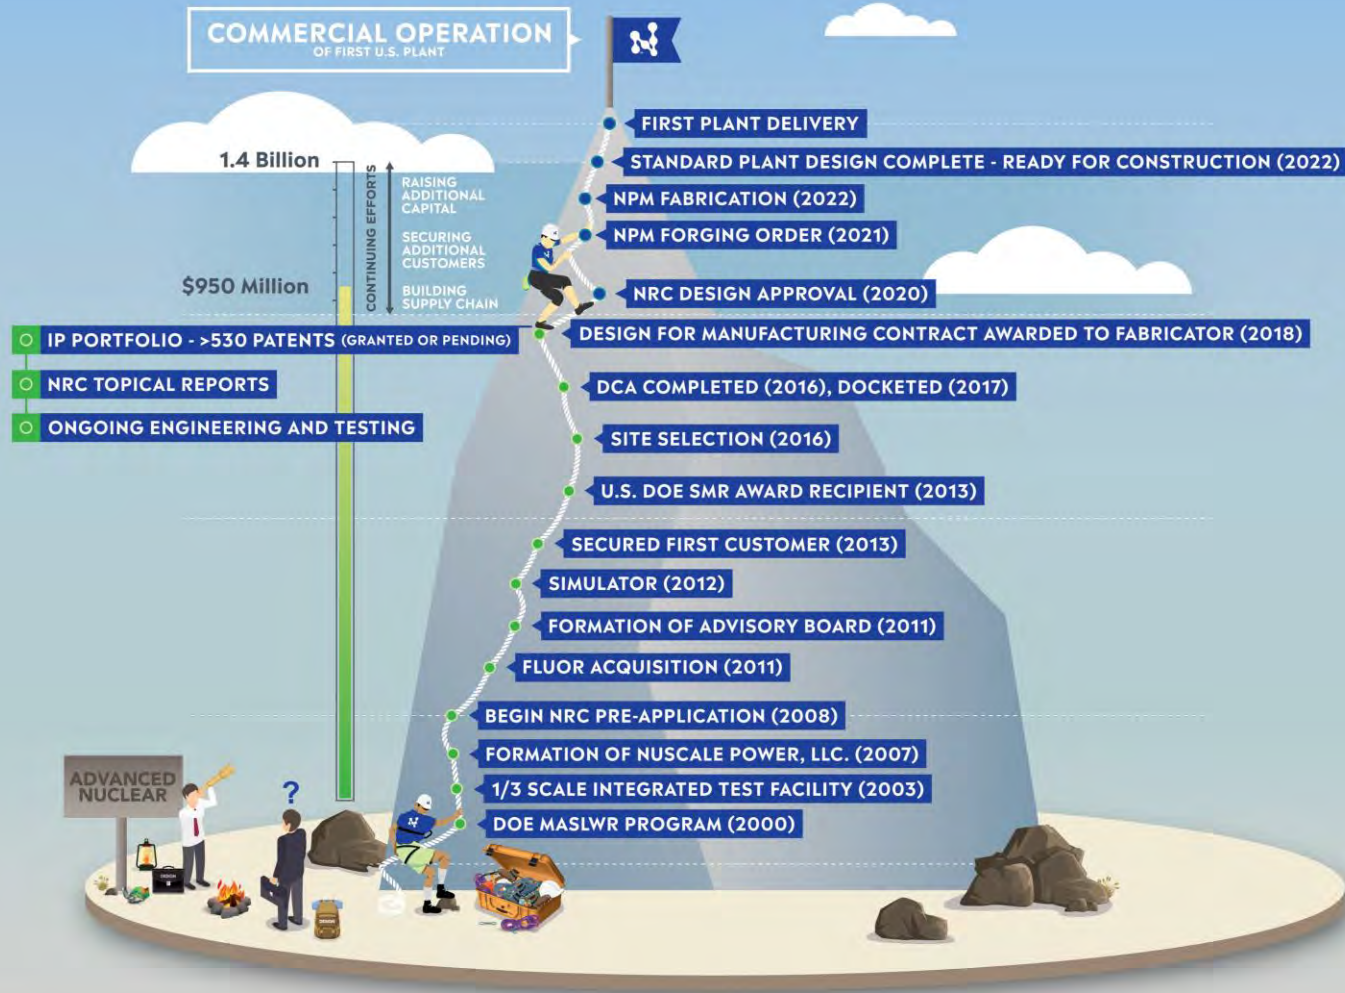 COMMERCIAL OPERATION
OF FIRST U.S. PLANT
FIRST PLANT DELIVERY
STANDARD PLANT DESIGN COMPLETE - READY FOR CONSTRUCTION (2022)
NPM FABRICATION (2022)
NPM FORGING ORDER (2021)
NRC DESIGN APPROVAL (2020)
DESIGN FOR MANUFACTURING CONTRACT AWARDED TO FABRICATOR (2018)
DCA COMPLETED (2016), DOCKETED (2017)
SITE SELECTION (2016)
U.S. DOE SMR AWARD RECIPIENT (2013)
SECURED FIRST CUSTOMER (2013)
SIMULATOR (2012)
FORMATION OF ADVISORY BOARD (2011)
FLUOR ACQUISITION (2011)
BEGIN NRC PRE-APPLICATION (2008)
FORMATION OF NUSCALE POWER, LLC. (2007)
1/3 SCALE INTEGRATED TEST FACILITY (2003)
DOE MASLWR PROGRAM (2000)
1.4 Billion
$950 Million
CONTINUING EFFORTS
RAISING
ADDITIONAL
CAPITAL
SECURING
ADDITIONAL
CUSTOMERS
BUILDING
SUPPLY CHAIN
IP PORTFOLIO - >530 PATENTS (GRANTED OR PENDING)
NRC TOPICAL REPORTS
ONGOING ENGINEERING AND TESTING
ADVANCED
NUCLEAR
?
DESIGN
DESIGN